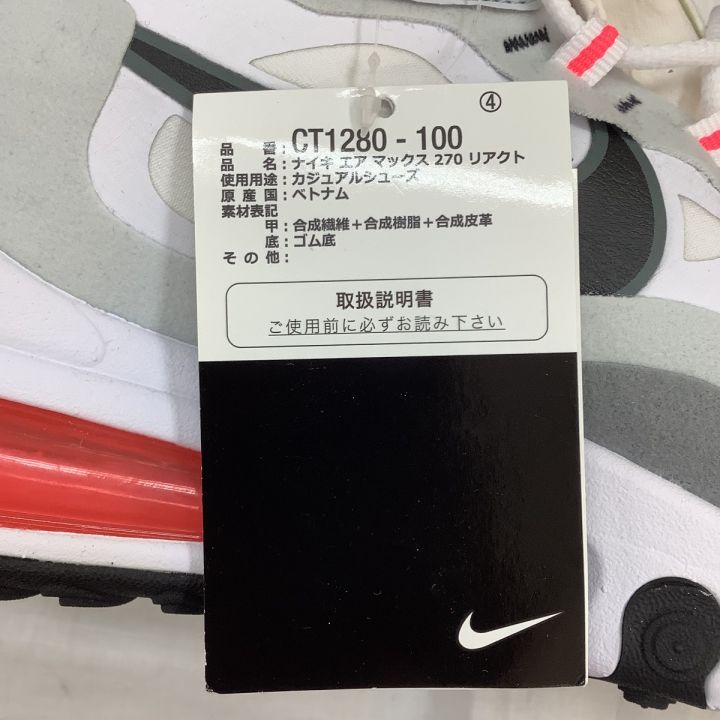 ④
品番：CT1280 - 100
品名：ナイキ エア マックス 270 リアクト
使用用途：カジュアルシューズ
原産国：ベトナム
素材表記
甲：合成繊維＋合成樹脂＋合成皮革
底：ゴム底
その他：
取扱説明書
ご使用前に必ずお読み下さい